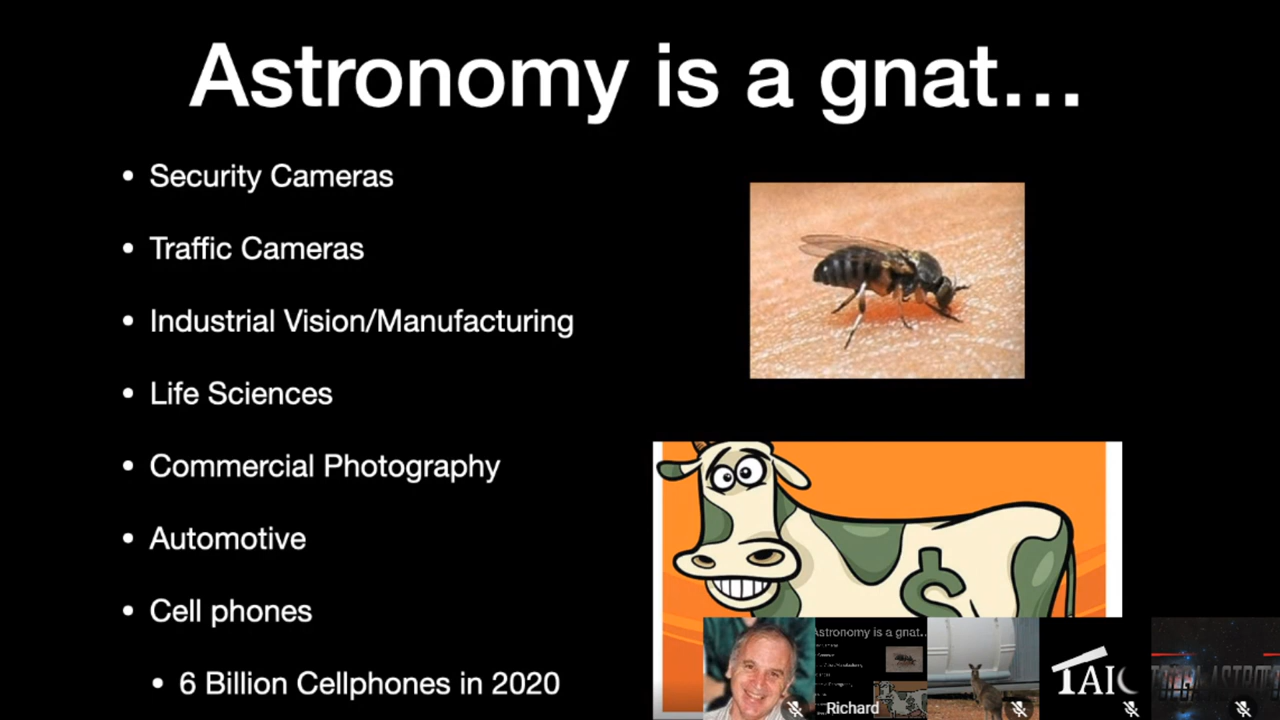 Astronomy is a gnat...
• Security Cameras
• Traffic Cameras
• Industrial Vision/Manufacturing
• Life Sciences
• Commercial Photography
• Automotive
• Cell phones
• 6 Billion Cellphones in 2020
$
Astronomy is a gnat...
Richard
TAIC